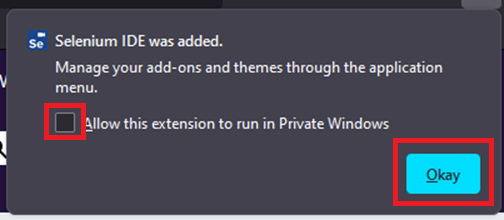 Se
Selenium IDE was added.
Manage your add-ons and themes through the application
menu.
Allow this extension to run in Private Windows
Okay